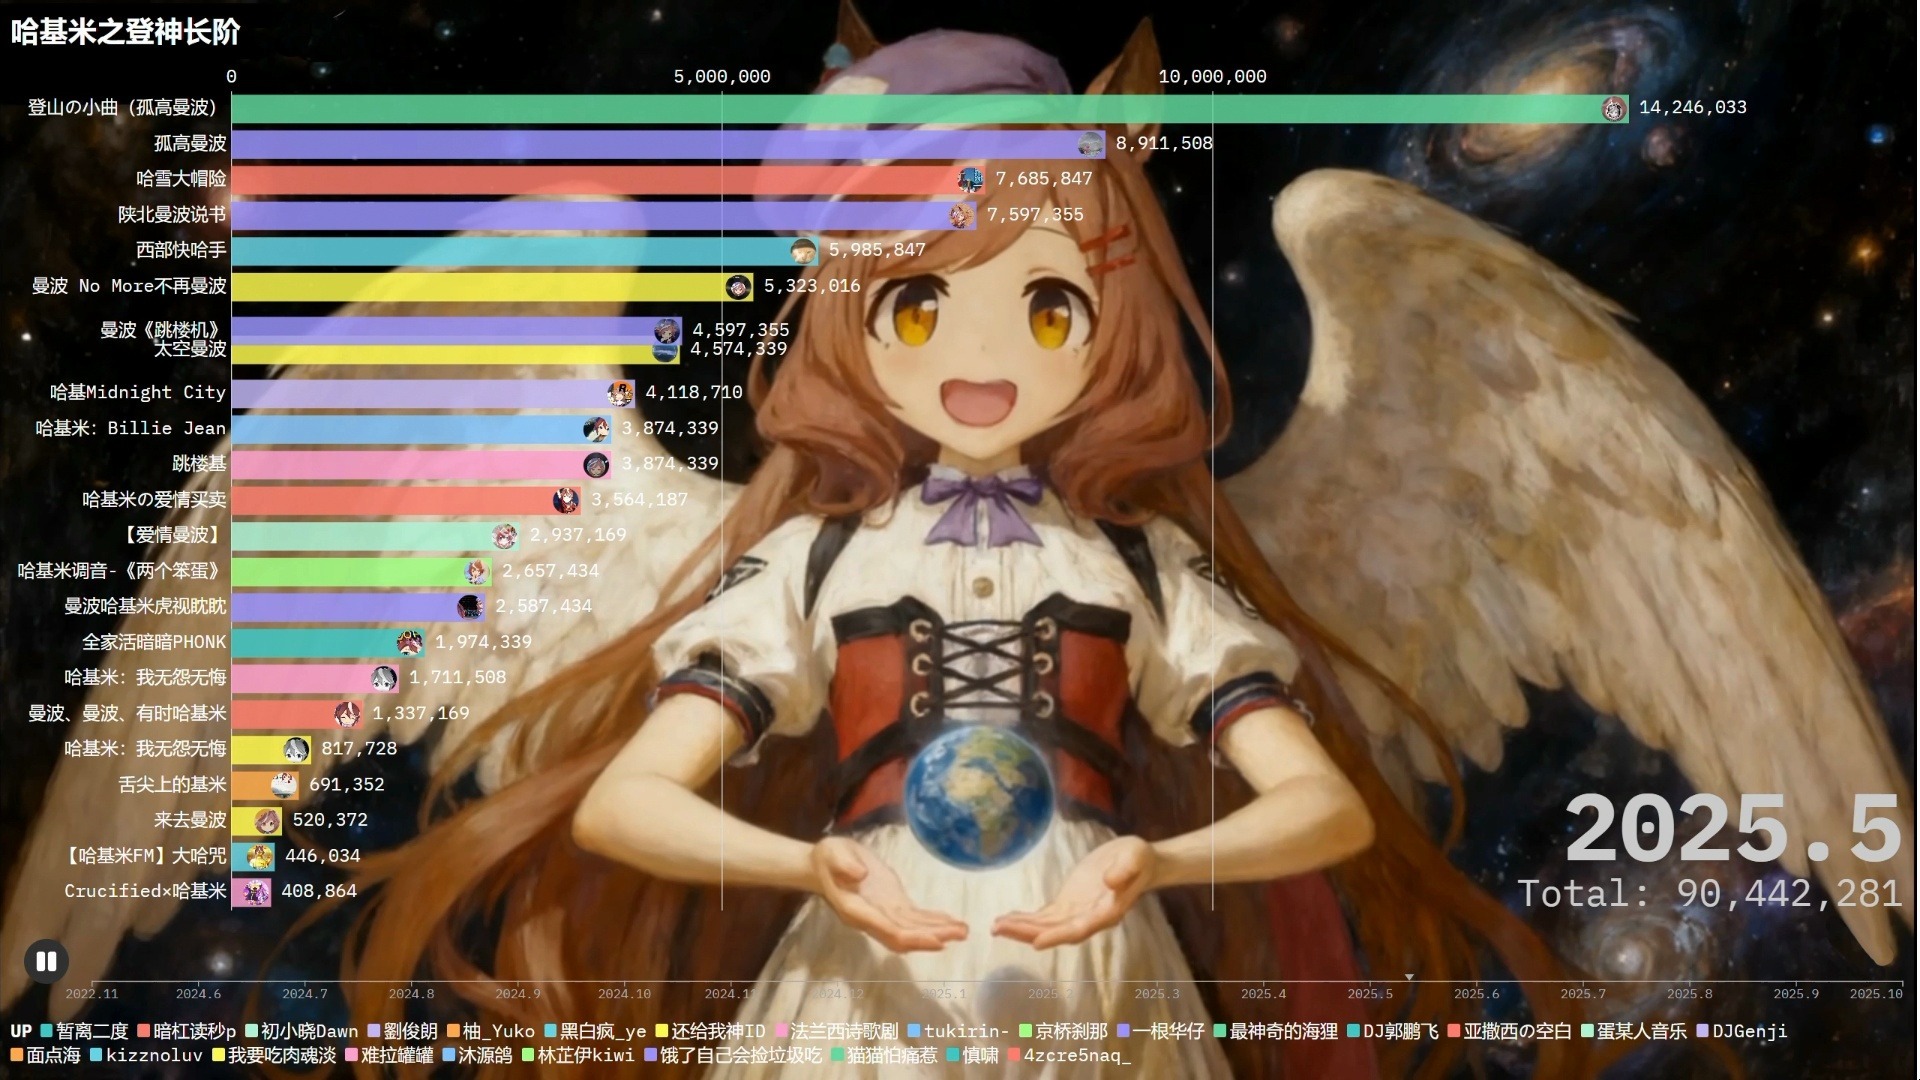 哈基米之登神长阶
0 5,000,000 10,000,000
登山の小曲（孤高曼波） 14,246,033
孤高曼波 8,911,508
哈雪大帽险 7,685,847
陕北曼波说书 7,597,355
西部快哈手 5,985,847
曼波 No More不再曼波 5,323,016
曼波《跳楼机》 4,597,355
太空曼波 4,574,339
哈基Midnight City 4,118,710
哈基米：Billie Jean 3,874,339
跳楼基 3,874,339
哈基米の爱情买卖 3,564,187
【爱情曼波】 2,937,169
哈基米调音-《两个笨蛋》 2,657,434
曼波哈基米虎视眈眈 2,587,434
全家活暗暗PHONK 1,974,339
哈基米：我无怨无悔 1,711,508
曼波、曼波、有时哈基米 1,337,169
哈基米：我无怨无悔 817,728
舌尖上的基米 691,352
来去曼波 520,372
【哈基米FM】大哈咒 446,034
Crucified×哈基米 408,864
2025.5
Total: 90,442,281
2022.11 2024.6 2024.7 2024.8 2024.9 2024.10 2024.11 2024.12 2025.1 2025.2 2025.3 2025.4 2025.5 2025.6 2025.7 2025.8 2025.9 2025.10
UP 暂离二度 暗杠读秒p 初小晓Dawn 劉俊朗 柚_Yuko 黑白疯_ye 还给我神ID 法兰西诗歌剧 tukirin- 京桥刹那 一根华仔 最神奇的海狸 DJ郭鹏飞 亚撒西の空白 蛋某人音乐 DJGenji
面点海 kizznoluv 我要吃肉魂淡 难拉罐罐 沐源鸽 林芷伊kiwi 饿了自己会捡垃圾吃 猫猫怕痛惹 慎啸 4zcre5naq_